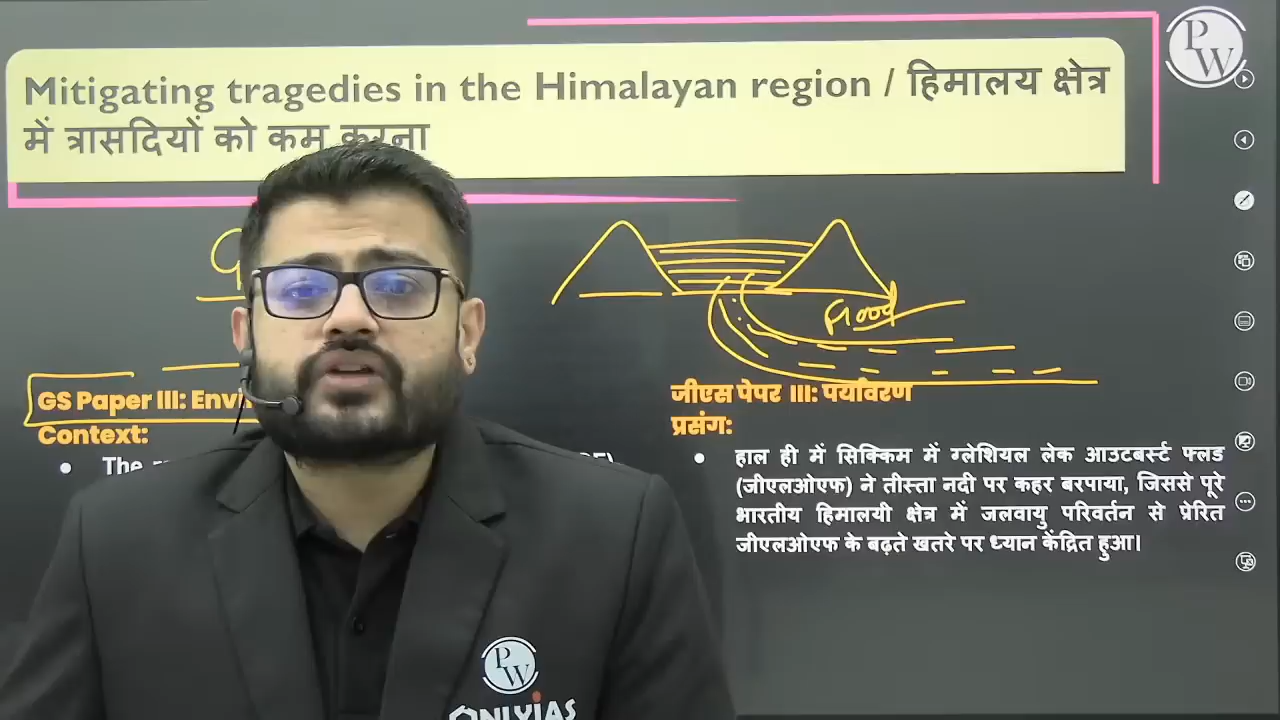 Mitigating tragedies in the Himalayan region / हिमालय क्षेत्र
में त्रासदियों को कम करना
PW
Flood
GS Paper III:
Context:
• The
जीएस पेपर III: पर्यावरण
प्रसंग:
• हाल ही में सिक्किम में ग्लेशियल लेक आउटबर्स्ट फ्लड
(जीएलओएफ) ने तीस्ता नदी पर कहर बरपाया, जिससे पूरे
भारतीय हिमालयी क्षेत्र में जलवायु परिवर्तन से प्रेरित
जीएलओएफ के बढ़ते खतरे पर ध्यान केंद्रित हुआ।
PW
ONLYIAS